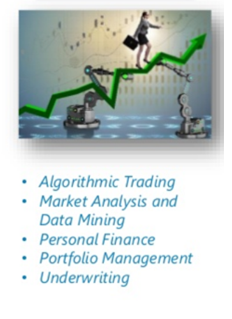 • Algorithmic Trading
• Market Analysis and
Data Mining
• Personal Finance
• Portfolio Management
• Underwriting